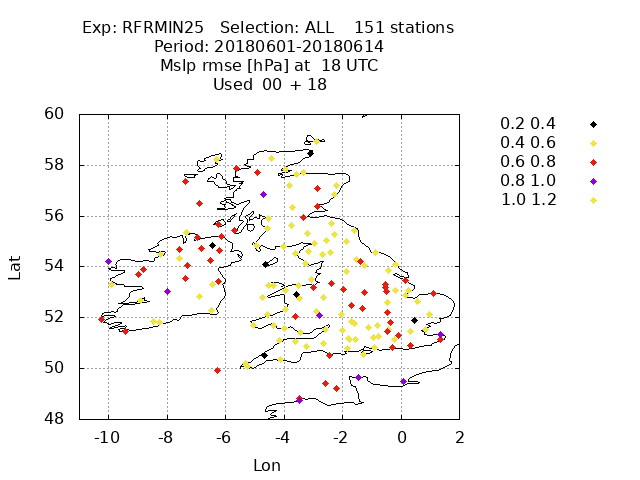 Exp: RFRMIN25 Selection: ALL 151 stations
Period: 20180601-20180614
Mslp rmse [hPa] at 18 UTC
Used 00 + 18
0.2 0.4
0.4 0.6
0.6 0.8
0.8 1.0
1.0 1.2
60
58
56
54
52
50
48
Lat
-10 -8 -6 -4 -2 0 2
Lon